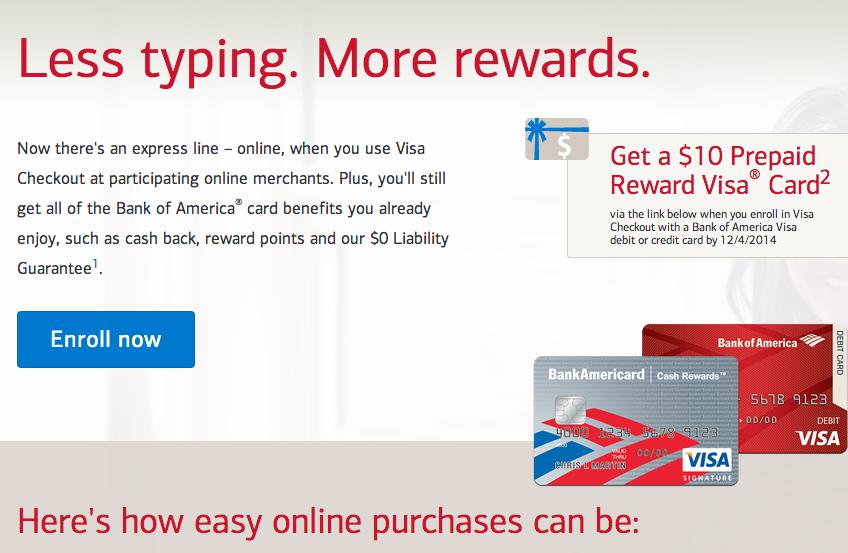 Less typing. More rewards.
Now there's an express line – online, when you use Visa
Checkout at participating online merchants. Plus, you'll still
get all of the Bank of America® card benefits you already
enjoy, such as cash back, reward points and our $0 Liability
Guarantee¹.
Enroll now
$
Get a $10 Prepaid
Reward Visa® Card²
via the link below when you enroll in Visa
Checkout with a Bank of America Visa
debit or credit card by 12/4/2014
Bank of America
DEBIT CARD
5678 9123
00/00
DEBIT
VISA
BankAmericard | Cash Rewards™
4000 1234 5678 9123
4000
VALID
THRU
00/00
CHRIS L MARTIN
VISA
SIGNATURE
Here's how easy online purchases can be: